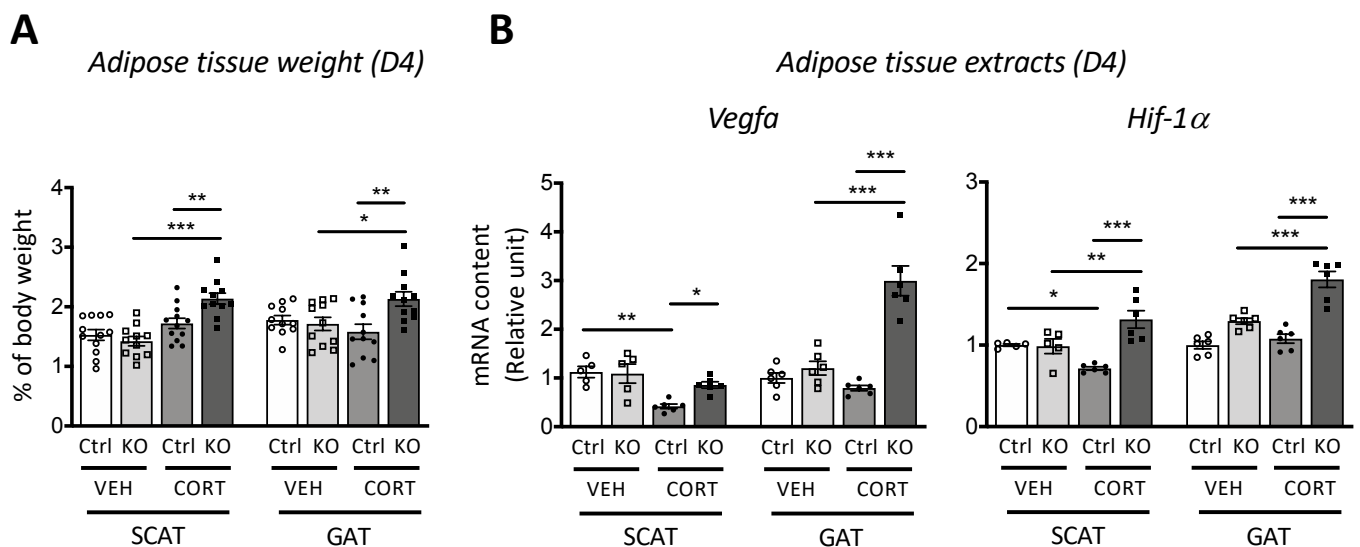 A
B
Adipose tissue weight (D4)
Adipose tissue extracts (D4)
Vegfa
Hif-1α
% of body weight
4
3
2
1
0
**
***
**
*
Ctrl KO Ctrl KO Ctrl KO Ctrl KO
VEH CORT VEH CORT
SCAT GAT
mRNA content
(Relative unit)
5
4
3
2
1
0
***
***
*
**
Ctrl KO Ctrl KO Ctrl KO Ctrl KO
VEH CORT VEH CORT
SCAT GAT
3
2
1
0
***
***
***
**
*
Ctrl KO Ctrl KO Ctrl KO Ctrl KO
VEH CORT VEH CORT
SCAT GAT